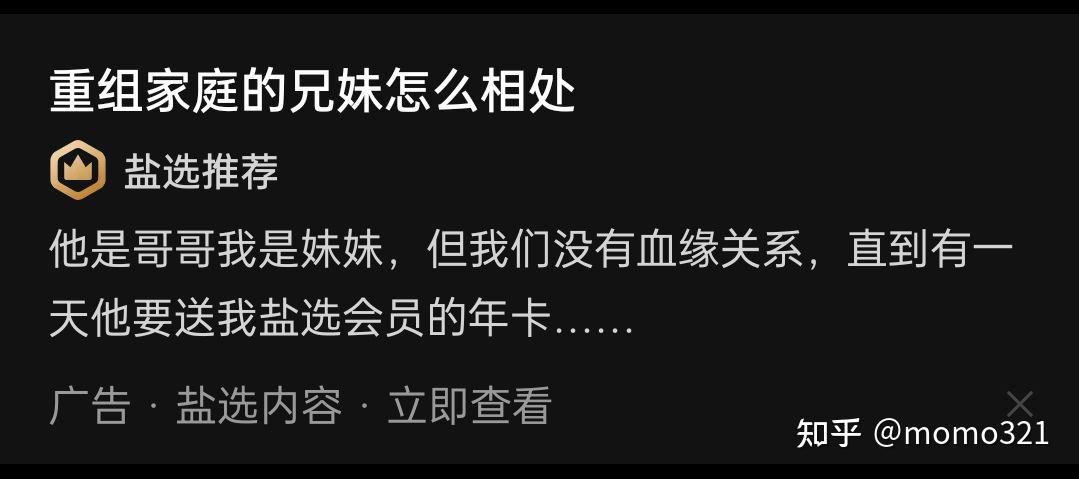 重组家庭的兄妹怎么相处
盐选推荐
他是哥哥我是妹妹，但我们没有血缘关系，直到有一
天他要送我盐选会员的年卡......
广告 · 盐选内容 · 立即查看
知乎 @momo321